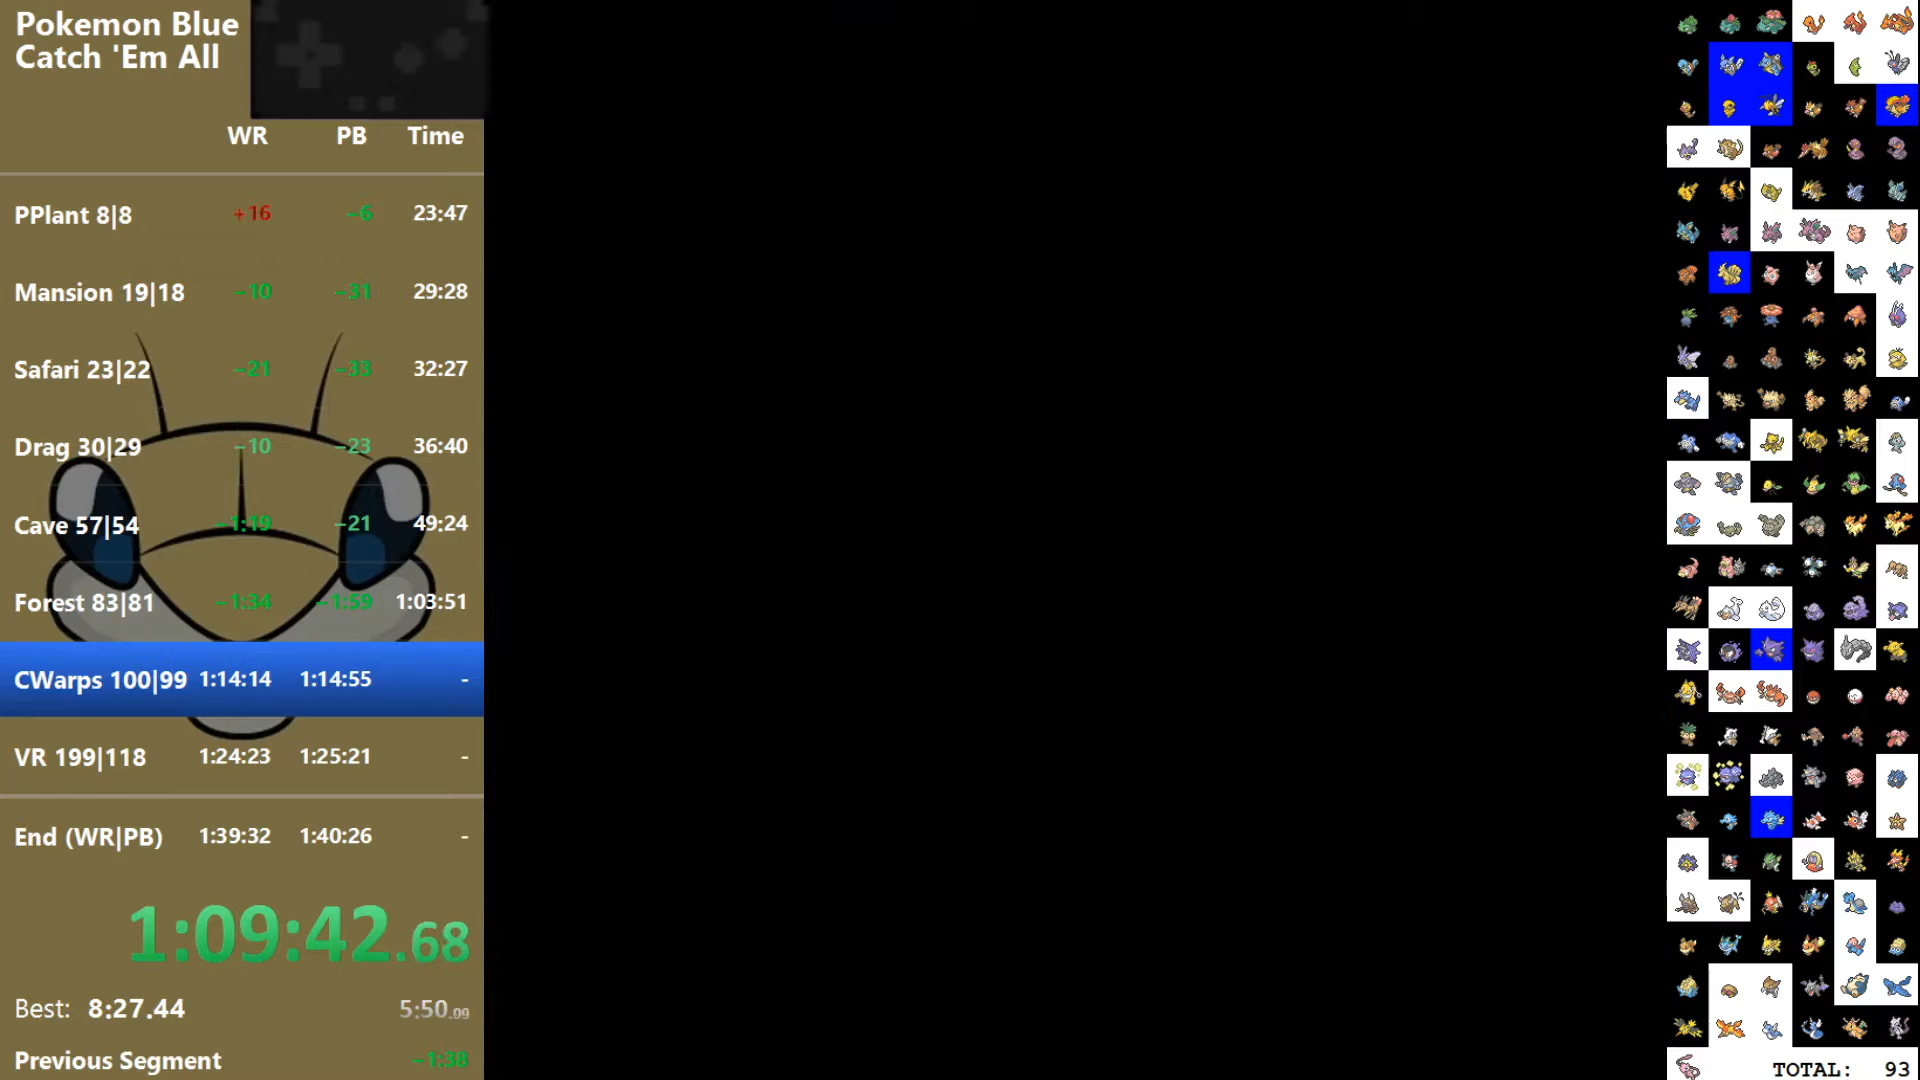 Pokemon Blue
Catch 'Em All
WR PB Time
PPlant 8|8 +16 -6 23:47
Mansion 19|18 -10 -31 29:28
Safari 23|22 -21 -33 32:27
Drag 30|29 -10 -23 36:40
Cave 57|54 -1:19 -21 49:24
Forest 83|81 -1:34 -1:59 1:03:51
CWarps 100|99 1:14:14 1:14:55 -
VR 199|118 1:24:23 1:25:21 -
End (WR|PB) 1:39:32 1:40:26 -
1:09:42.68
Best: 8:27.44 5:50.99
Previous Segment -1:38
TOTAL: 93